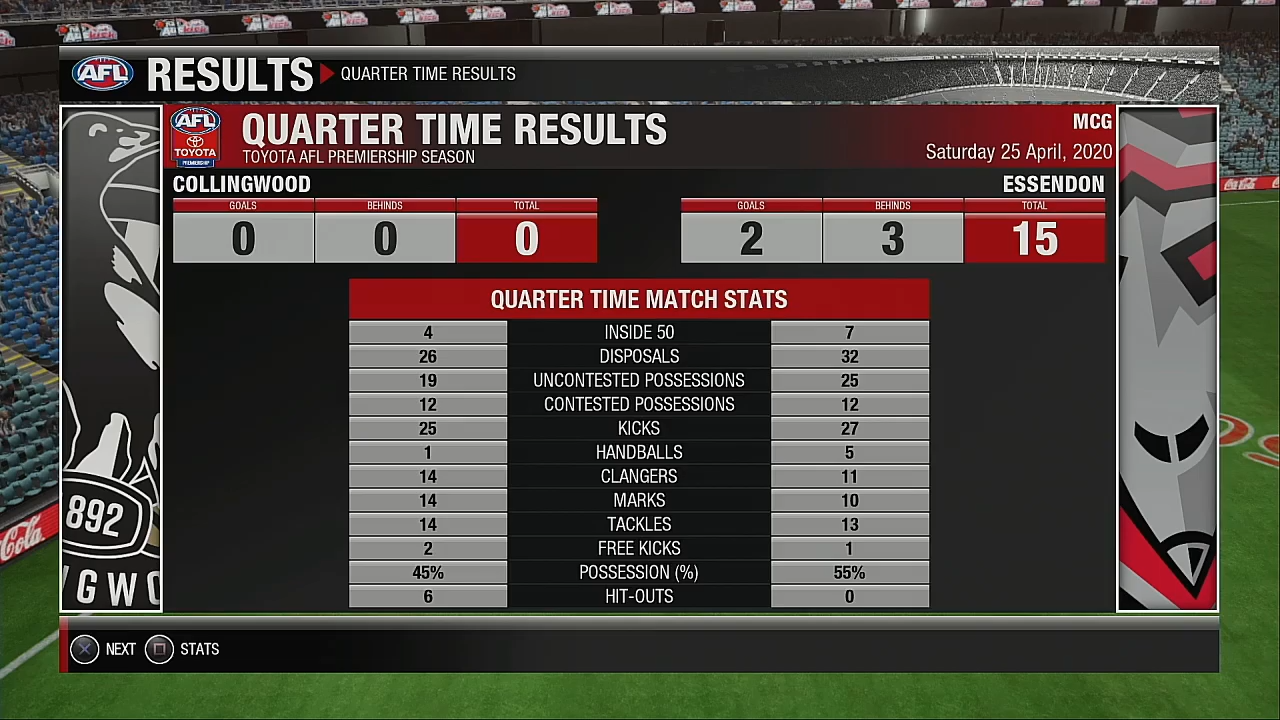 AFL RESULTS QUARTER TIME RESULTS
AFL
TOYOTA
PREMIERSHIP
QUARTER TIME RESULTS
TOYOTA AFL PREMIERSHIP SEASON
MCG
Saturday 25 April, 2020
COLLINGWOOD
ESSENDON
GOALS BEHINDS TOTAL
GOALS BEHINDS TOTAL
0 0 0
2 3 15
QUARTER TIME MATCH STATS
4 INSIDE 50 7
26 DISPOSALS 32
19 UNCONTESTED POSSESSIONS 25
12 CONTESTED POSSESSIONS 12
25 KICKS 27
1 HANDBALLS 5
14 CLANGERS 11
14 MARKS 10
14 TACKLES 13
2 FREE KICKS 1
45% POSSESSION (%) 55%
6 HIT-OUTS 0
892
NGWO
Cola
Coca-Cola
NEXT STATS